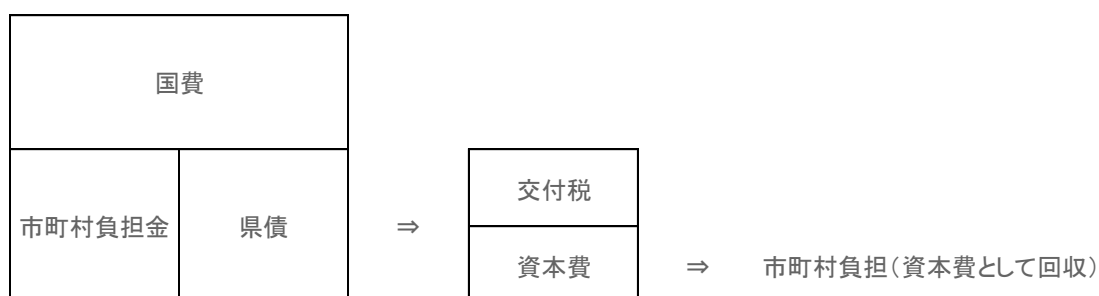 国費
市町村負担金
県債
⇒
交付税
資本費
⇒
市町村負担(資本費として回収)